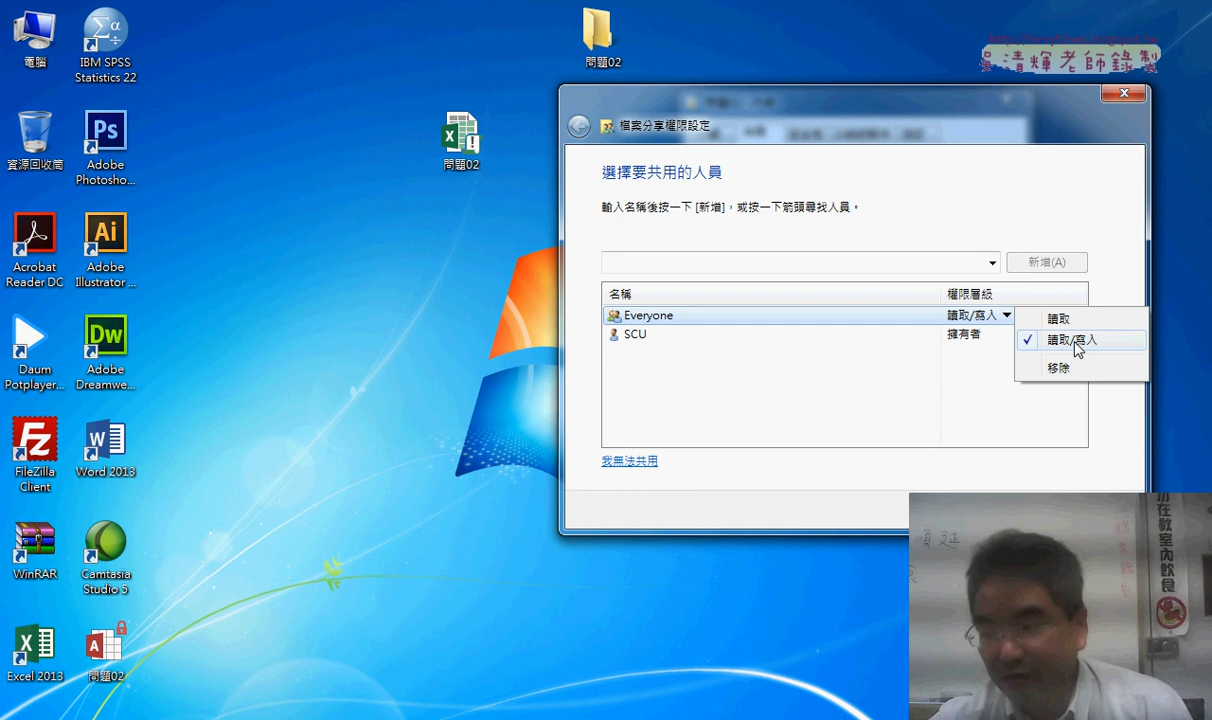 電腦
IBM SPSS
Statistics 22
問題02
吳清輝老師錄製
資源回收筒
Adobe
Photosho...
問題02
檔案分享權限設定
選擇要共用的人員
輸入名稱後按一下 [新增]，或按一下箭頭尋找人員。
新增(A)
名稱
權限層級
Everyone
讀取/寫入
SCU
擁有者
讀取
讀取/寫入
移除
我無法共用
Acrobat
Reader DC
Adobe
Illustrator ...
Daum
Potplayer...
Adobe
Dreamwe...
FileZilla
Client
Word 2013
WinRAR
Camtasia
Studio 5
Excel 2013
問題02
在教室內飲食